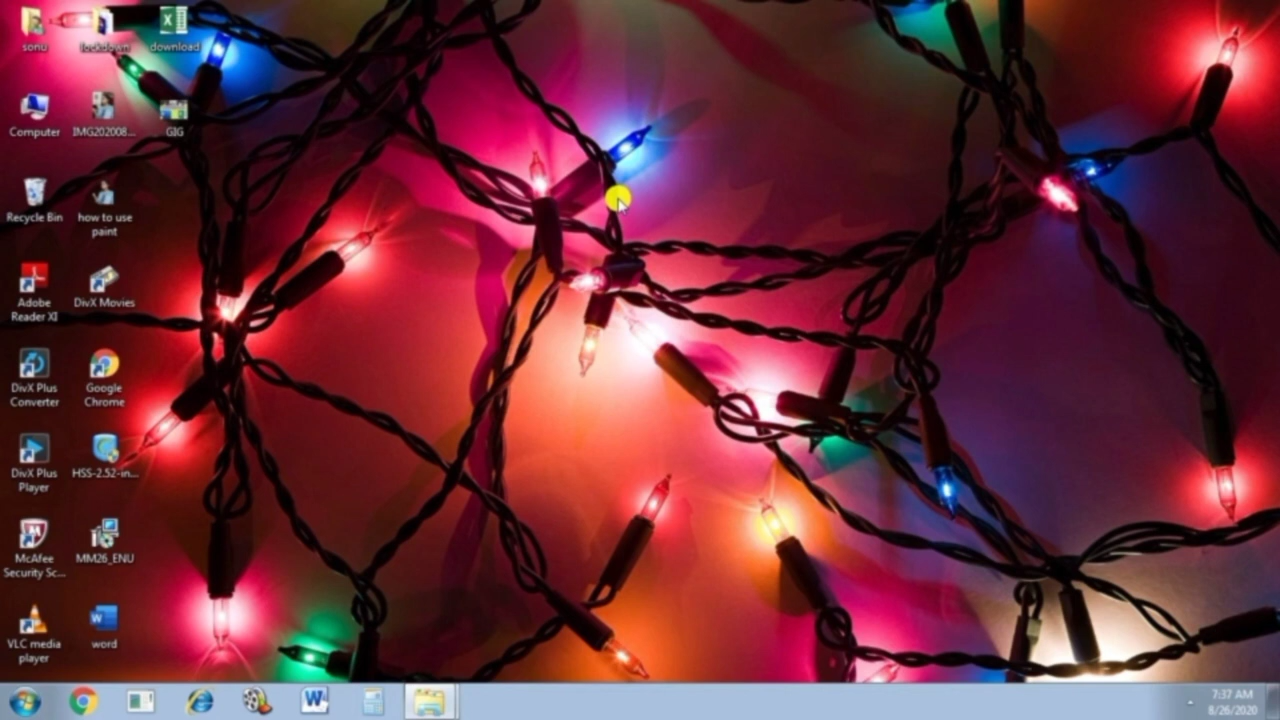 sonu
lockdown
download
Computer
IMG202008...
GIG
Recycle Bin
how to use
paint
Adobe
Reader XI
DivX Movies
DivX Plus
Converter
Google
Chrome
DivX Plus
Player
HSS-2.52-in...
McAfee
Security Sc...
MM26_ENU
VLC media
player
word
7:37 AM
8/26/2020